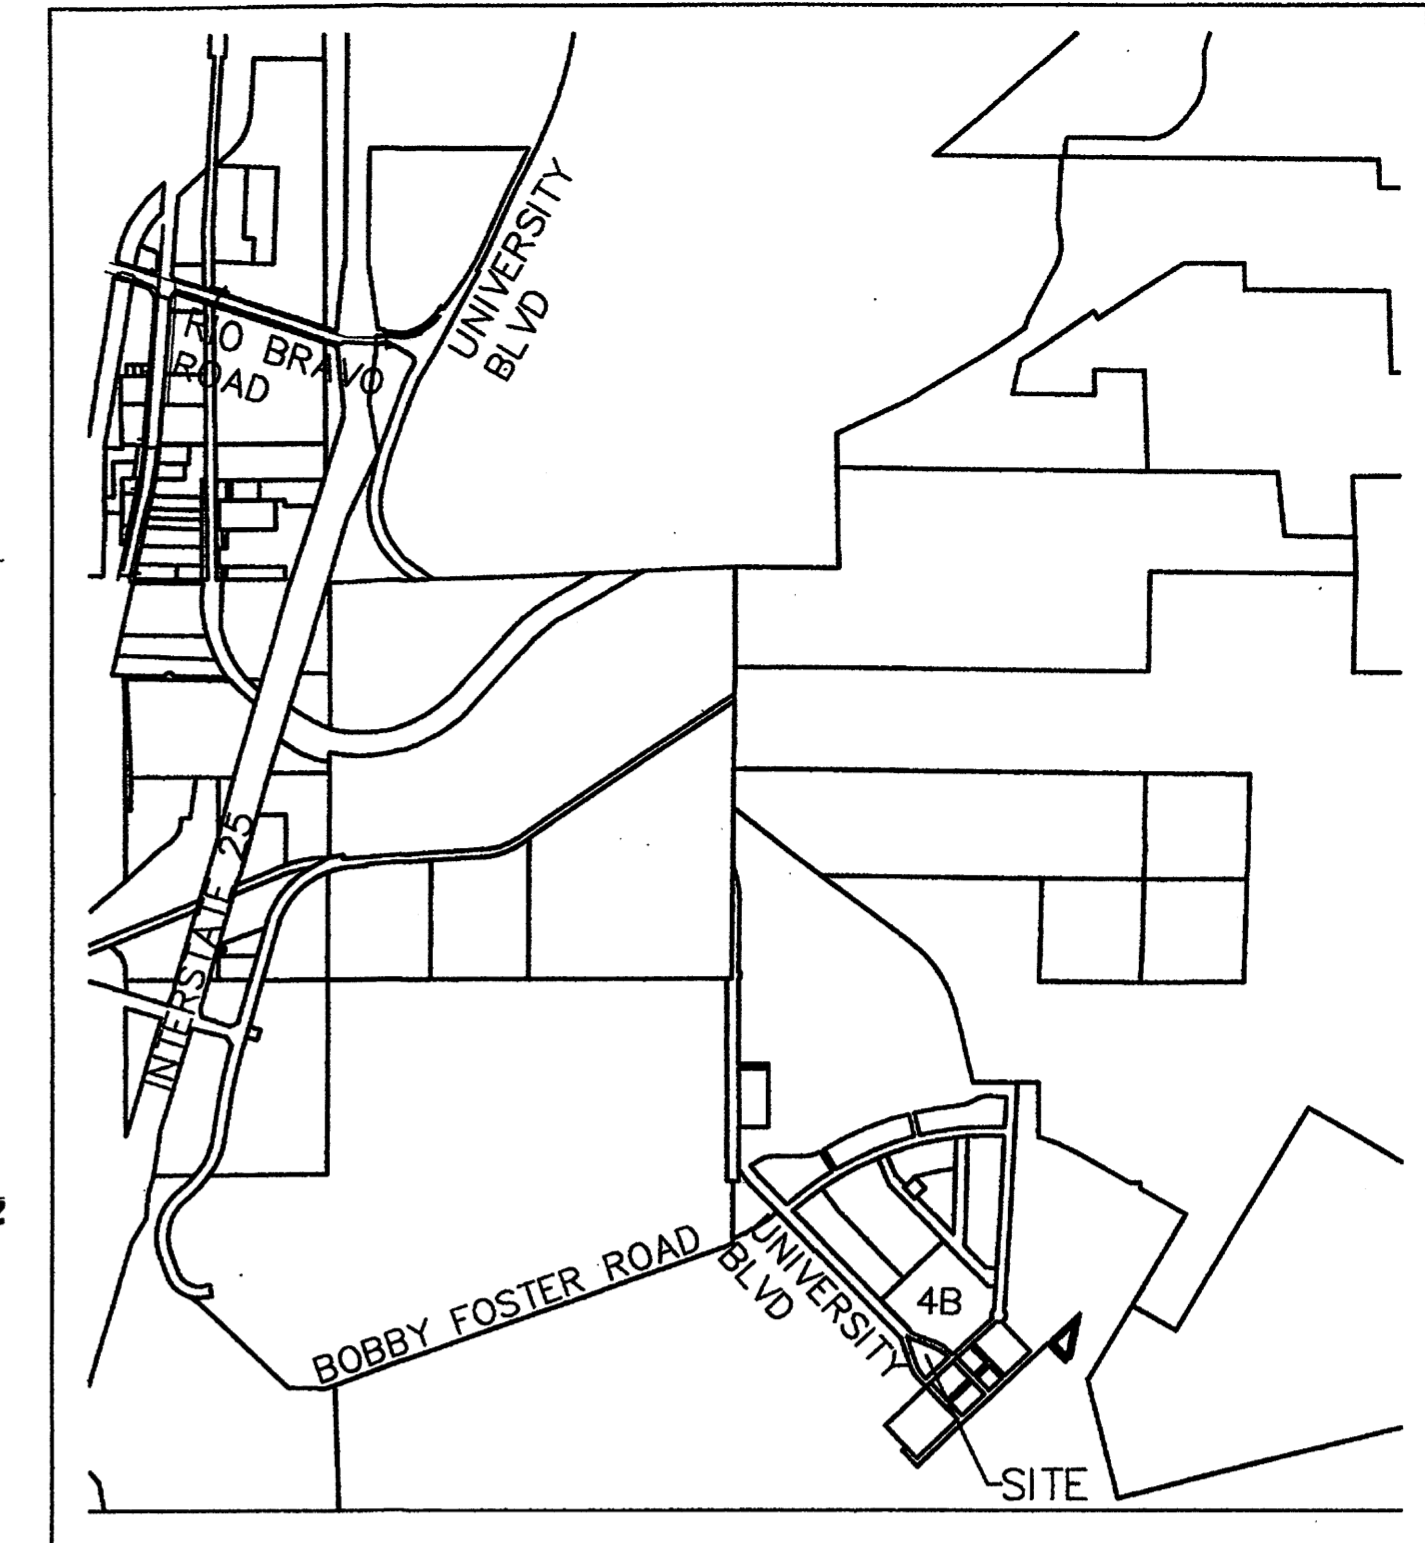 UNIVERSITY
BLVD
RIO BRAVO
ROAD
INTERSTATE 25
BOBBY FOSTER ROAD
UNIVERSITY
BLVD
4B
SITE